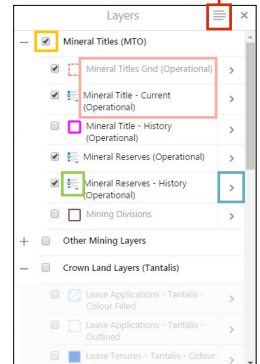 Layers
Mineral Titles (MTO)
Mineral Titles Grid (Operational)
Mineral Title - Current
(Operational)
Mineral Title - History
(Operational)
Mineral Reserves (Operational)
Mineral Reserves - History
(Operational)
Mining Divisions
Other Mining Layers
Crown Land Layers (Tantalis)
Lease Applications - Tantalis -
Colour Filled
Lease Applications - Tantalis -
Outlined
Lease Tenures - Tantalis - Colour